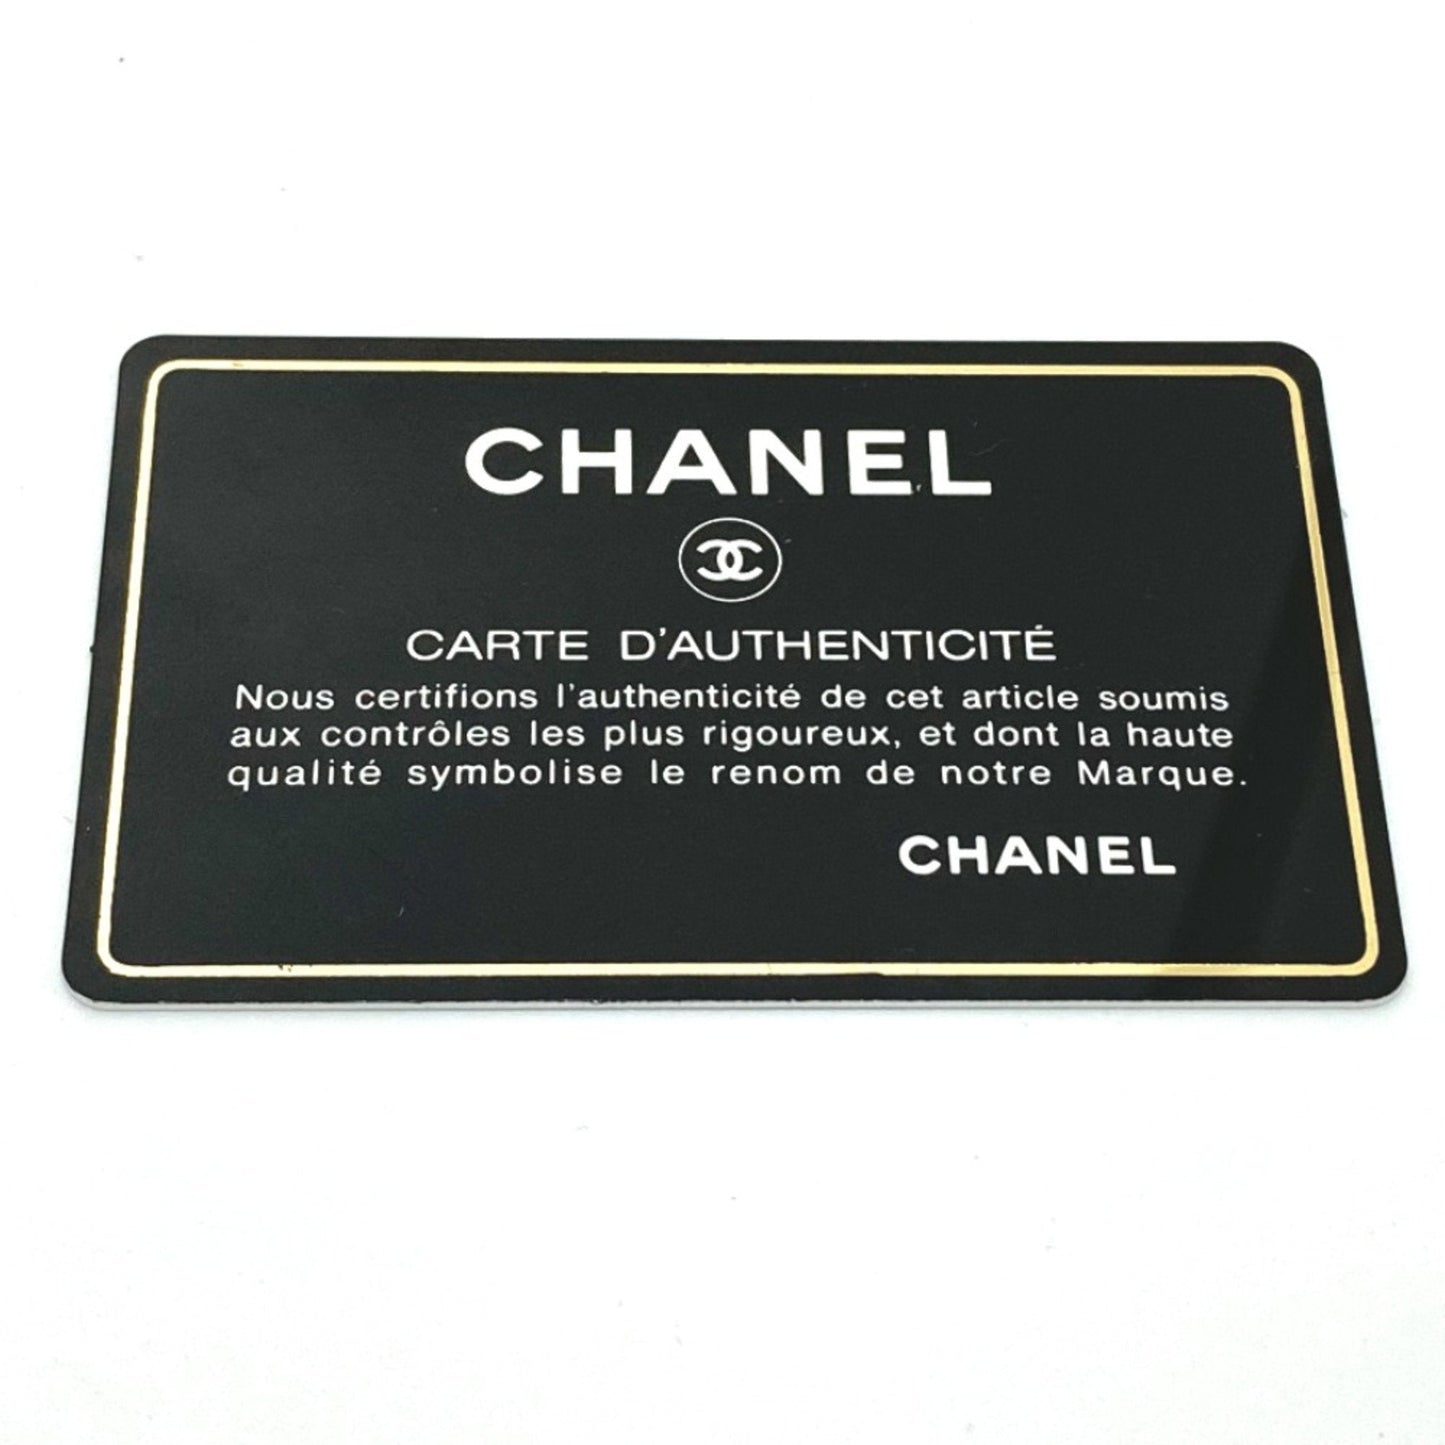 CHANEL
CARTE D'AUTHENTICITÉ
Nous certifions l'authenticité de cet article soumis
aux contrôles les plus rigoureux, et dont la haute
qualité symbolise le renom de notre Marque.
CHANEL